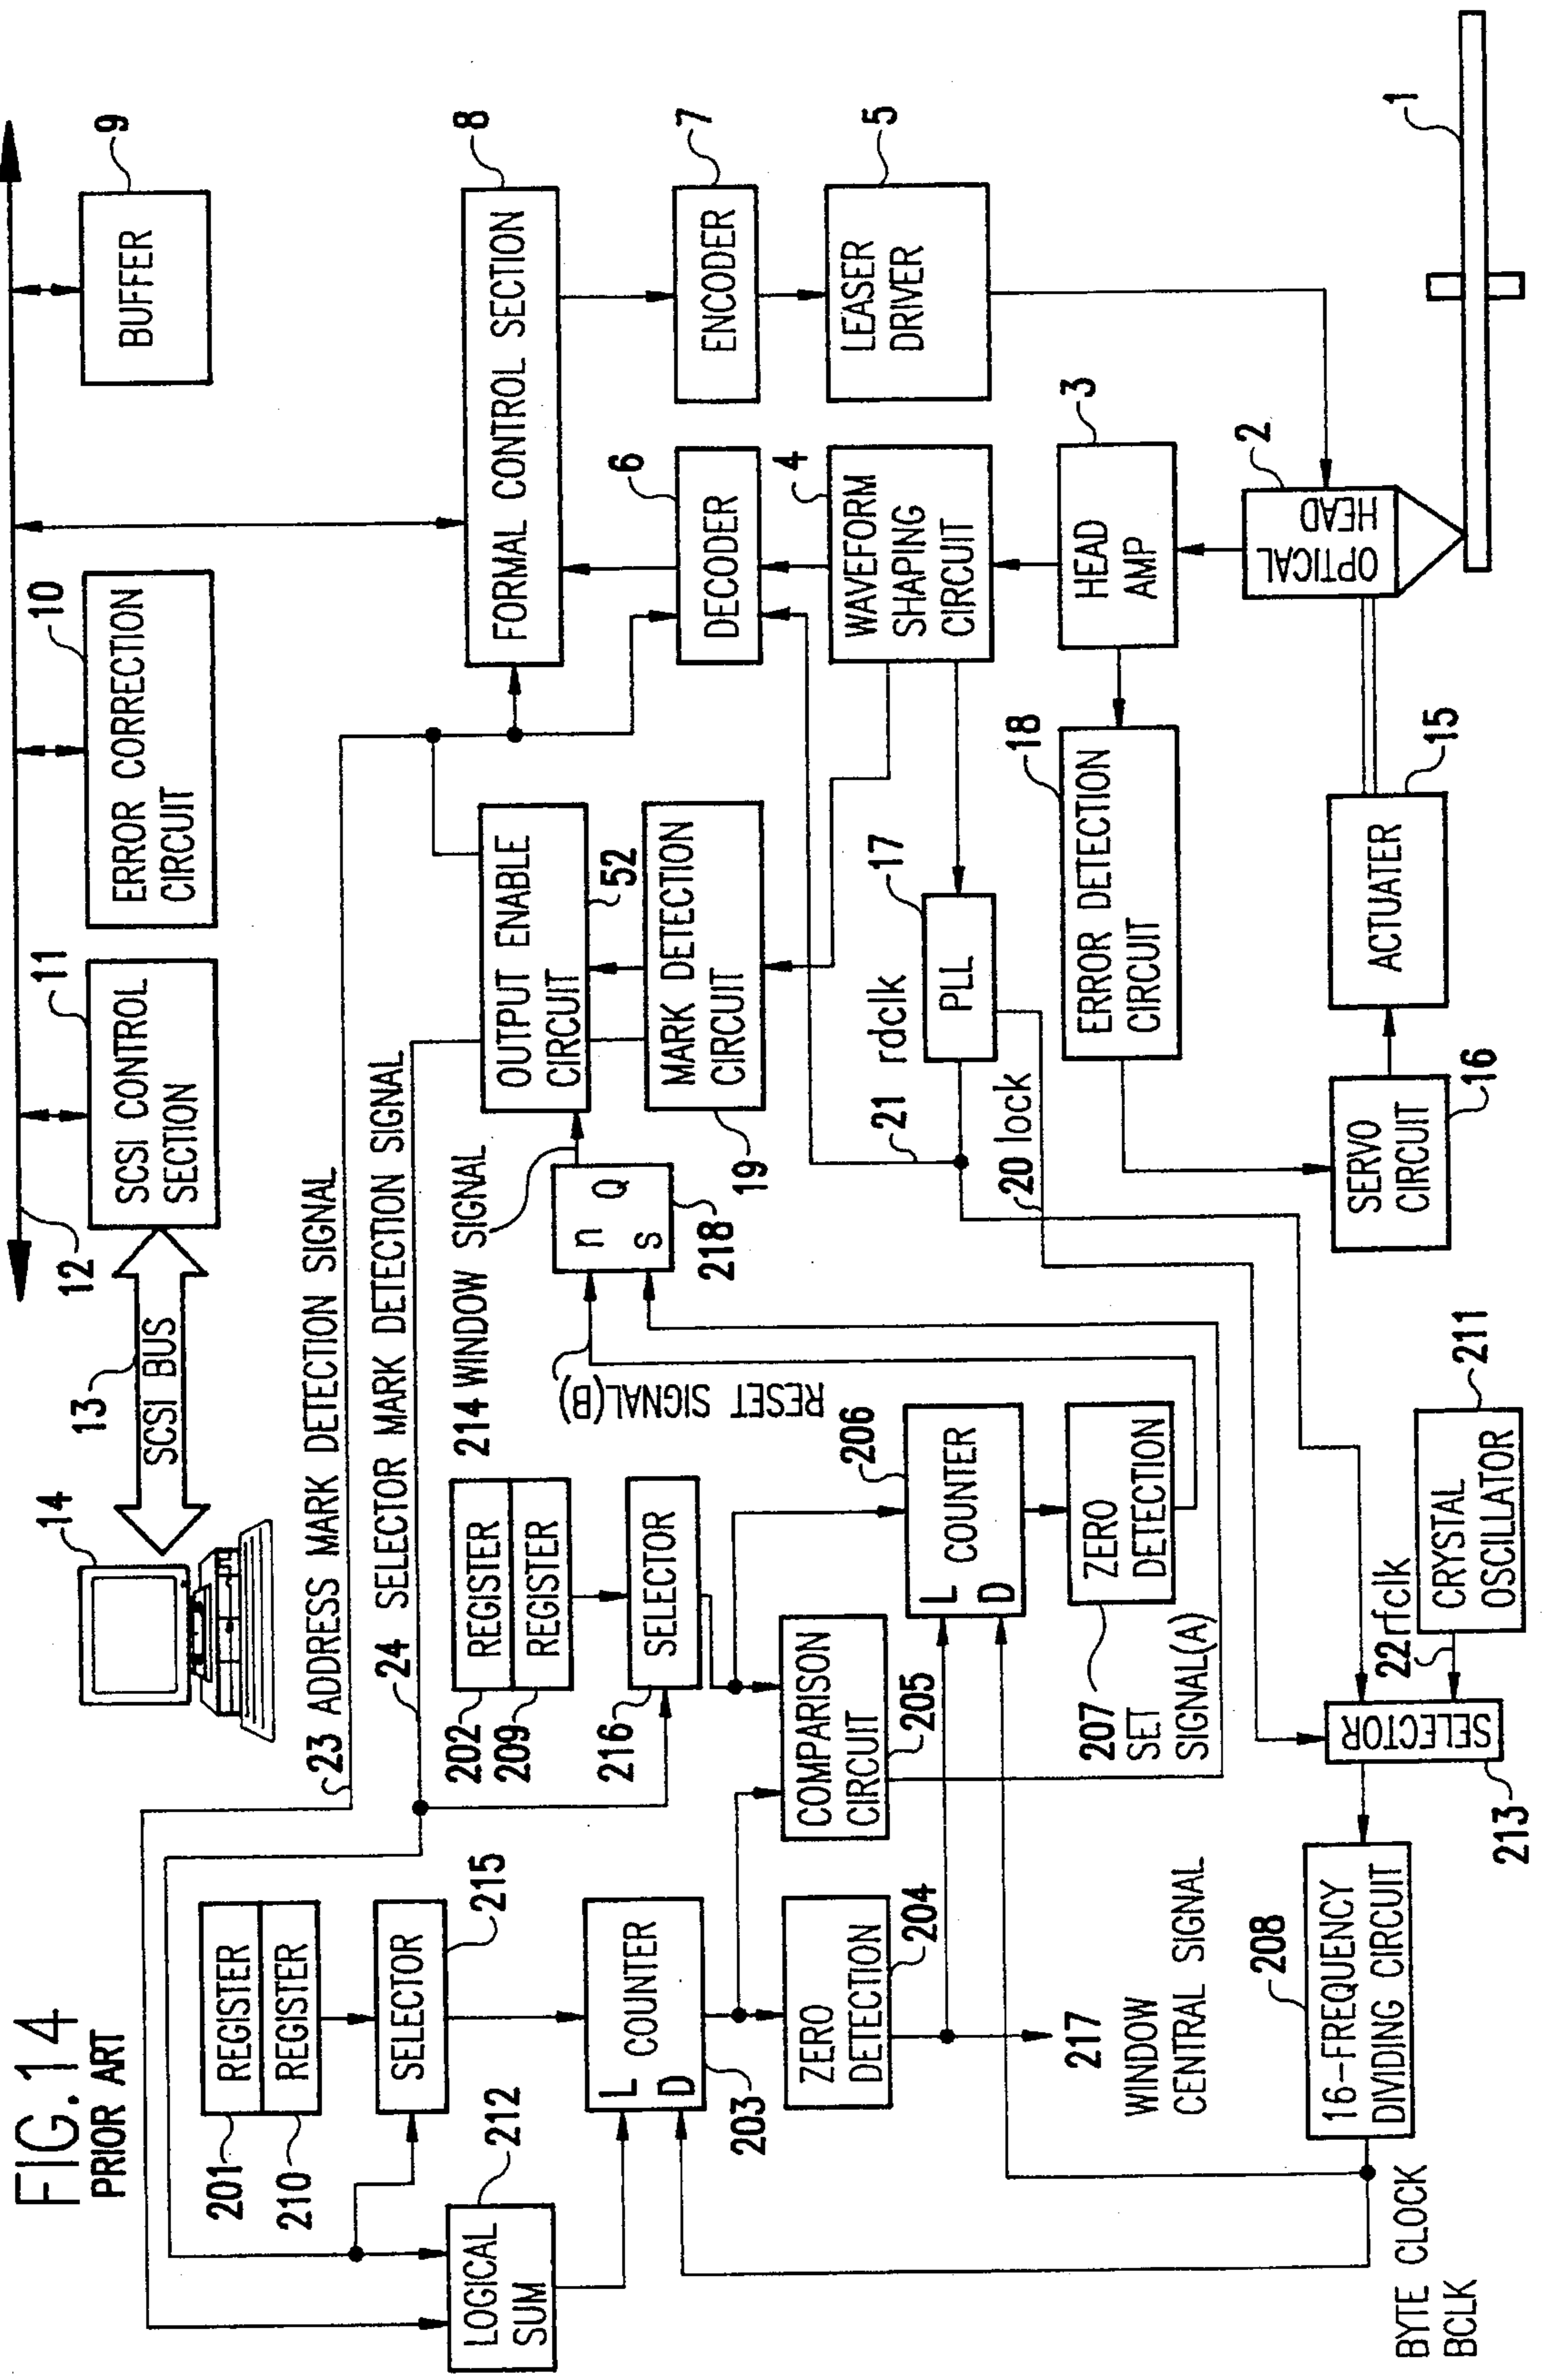 FIG.14
PRIOR ART
14
13
SCSI BUS
12
11
SCSI CONTROL
SECTION
10
ERROR CORRECTION
CIRCUIT
9
BUFFER
23 ADDRESS MARK DETECTION SIGNAL
24 SELECTOR MARK DETECTION SIGNAL
214 WINDOW SIGNAL
8
FORMAL CONTROL SECTION
201
210
REGISTER
REGISTER
202
209
REGISTER
REGISTER
OUTPUT ENABLE
CIRCUIT
52
7
ENCODER
6
DECODER
212
LOGICAL
SUM
215
SELECTOR
216
SELECTOR
RESET SIGNAL(B)
n Q
s
218
MARK DETECTION
CIRCUIT
19
5
LEASER
DRIVER
4
WAVEFORM
SHAPING
CIRCUIT
203
L COUNTER
D
COMPARISON
CIRCUIT
205
206
L COUNTER
D
21
rdclk
17
PLL
20 lock
ZERO
DETECTION
204
207
SET
SIGNAL(A)
ZERO
DETECTION
18
ERROR DETECTION
CIRCUIT
3
HEAD
AMP
217
WINDOW
CENTRAL SIGNAL
2
OPTICAL
HEAD
1
208
16-FREQUENCY
DIVIDING CIRCUIT
213
SELECTOR
22 rfclk
211
CRYSTAL
OSCILLATOR
SERVO
CIRCUIT
16
ACTUATER
15
BYTE CLOCK
BCLK